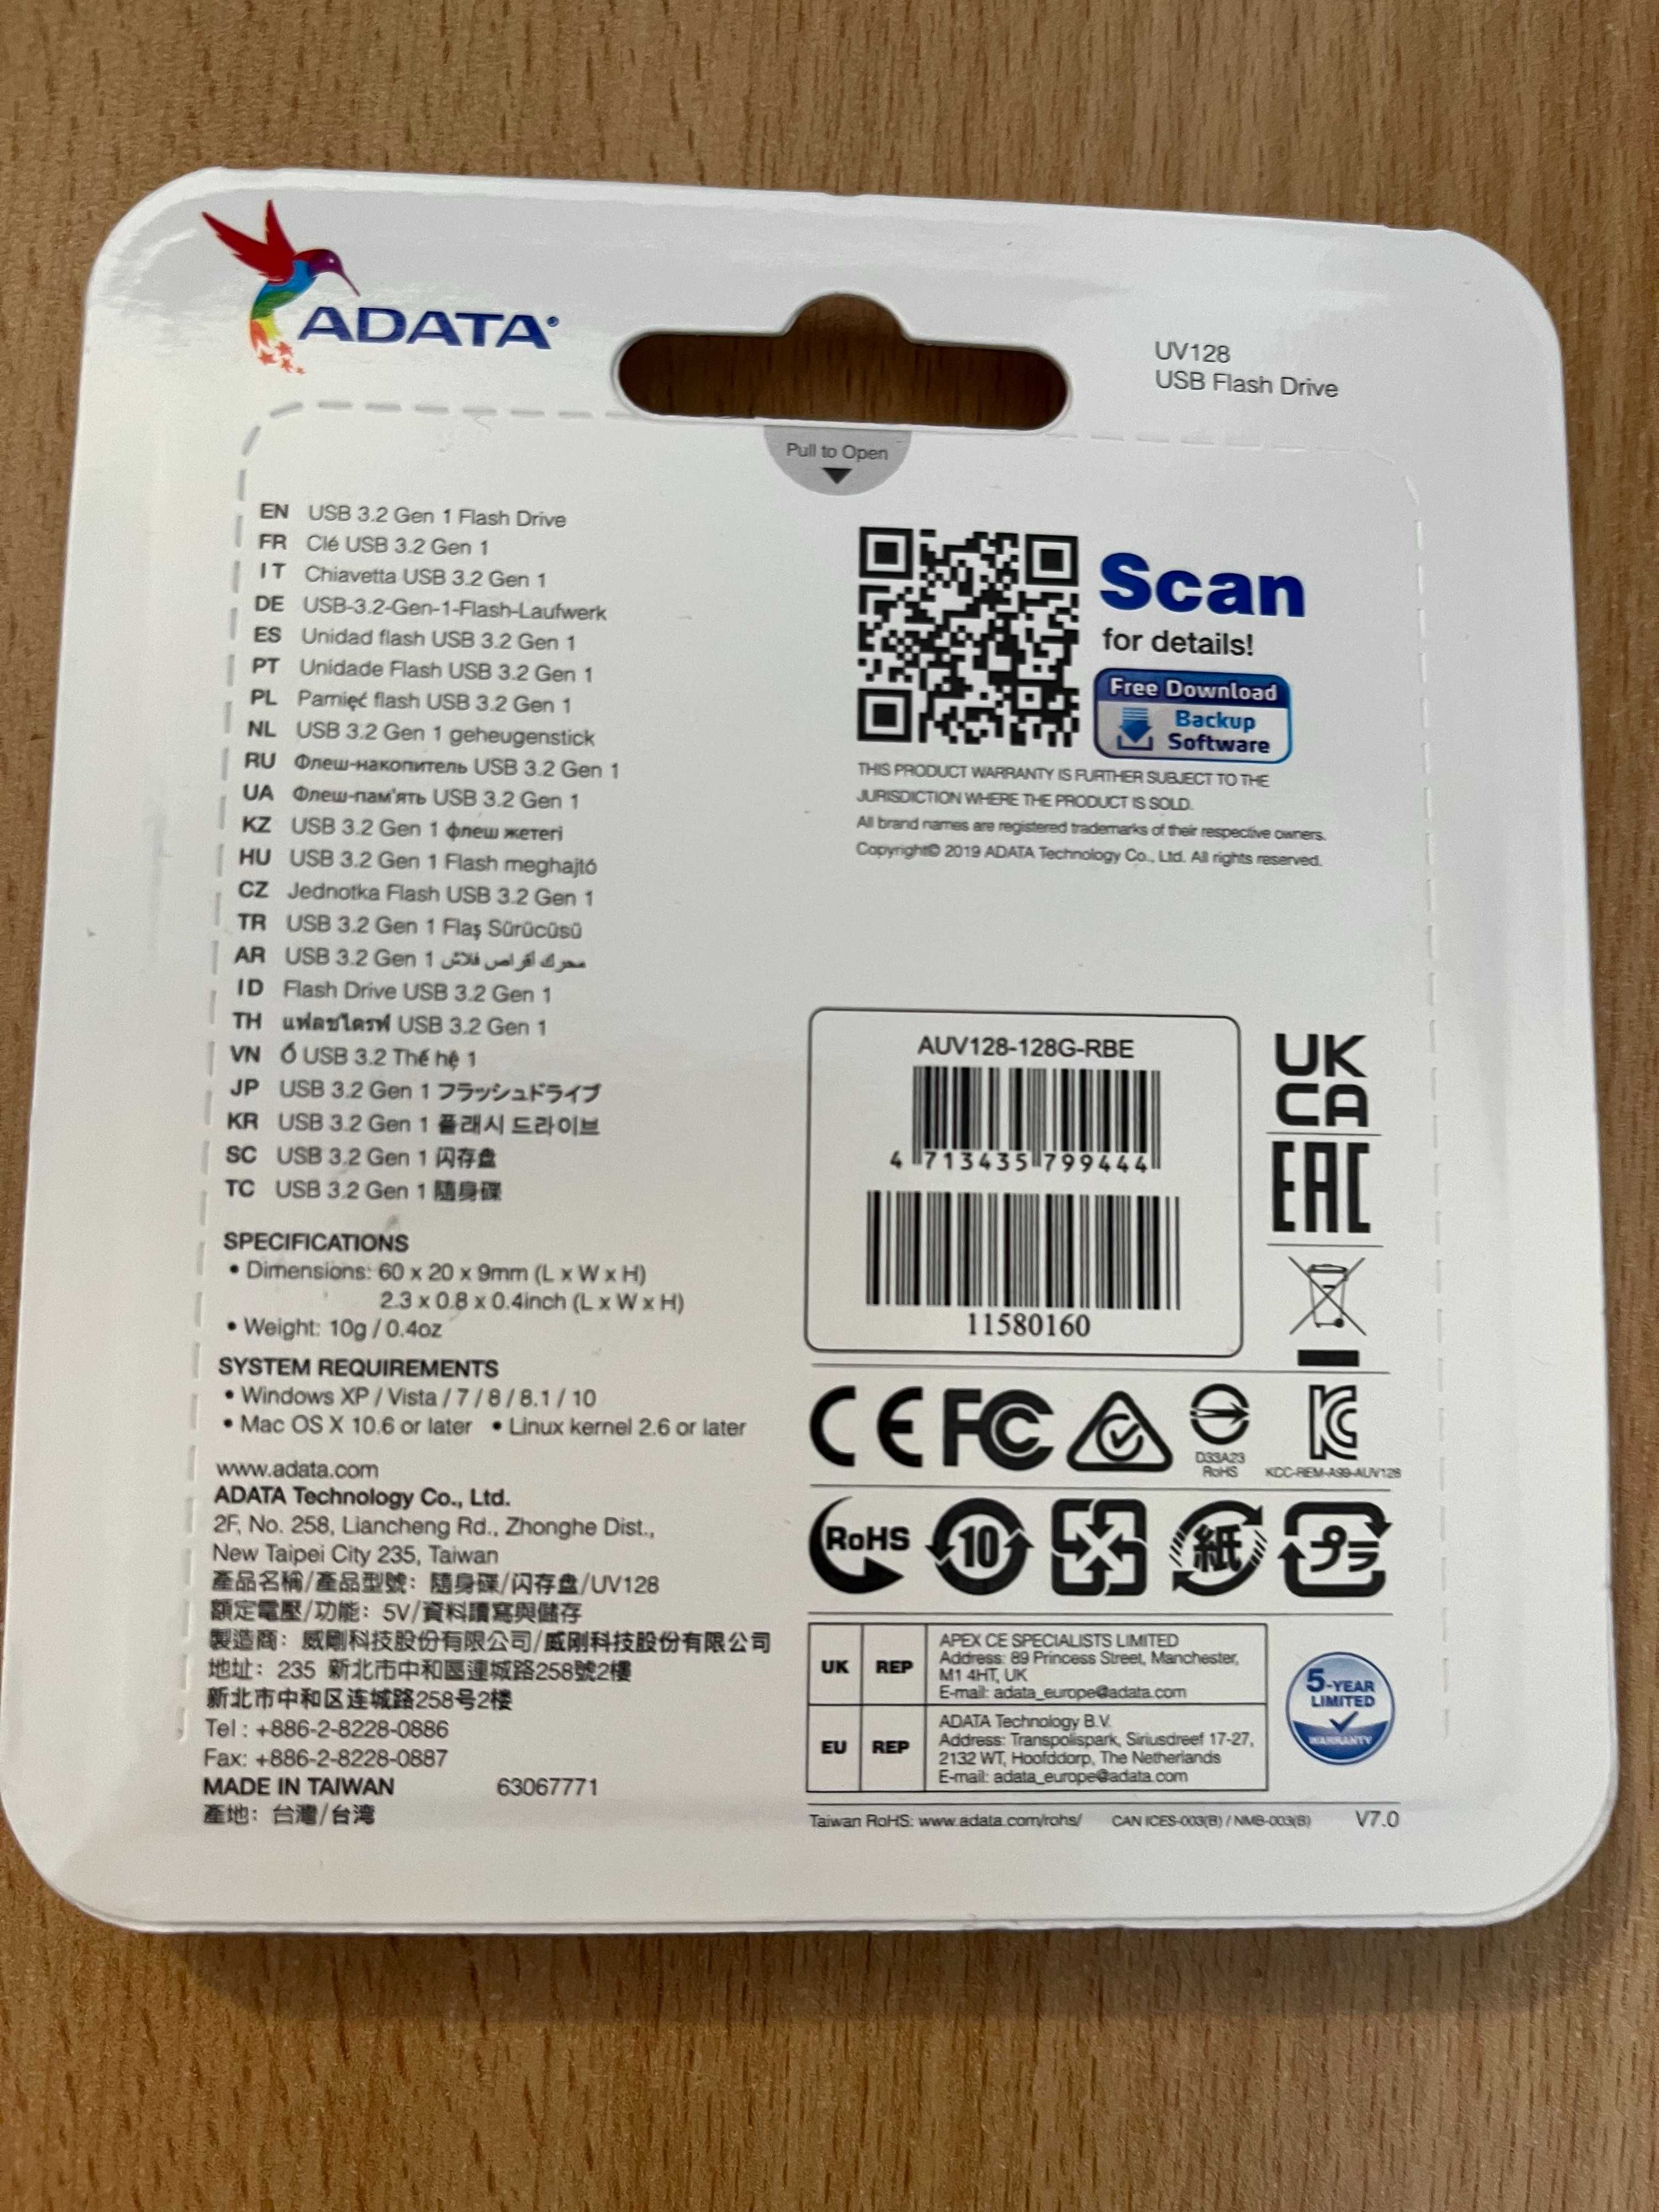 ADATA®
UV128
USB Flash Drive
Pull to Open
EN USB 3.2 Gen 1 Flash Drive
FR Clé USB 3.2 Gen 1
IT Chiavetta USB 3.2 Gen 1
DE USB-3.2-Gen-1-Flash-Laufwerk
ES Unidad flash USB 3.2 Gen 1
PT Unidade Flash USB 3.2 Gen 1
PL Pamięć flash USB 3.2 Gen 1
NL USB 3.2 Gen 1 geheugenstick
RU Флеш-накопитель USB 3.2 Gen 1
UA Флеш-пам'ять USB 3.2 Gen 1
KZ USB 3.2 Gen 1 флеш жетегі
HU USB 3.2 Gen 1 Flash meghajtó
CZ Jednotka Flash USB 3.2 Gen 1
TR USB 3.2 Gen 1 Flaş Sürücüsü
AR USB 3.2 Gen 1 محرك أقراص فلاش
ID Flash Drive USB 3.2 Gen 1
TH แฟลชไดรฟ์ USB 3.2 Gen 1
VN Ổ USB 3.2 Thế hệ 1
JP USB 3.2 Gen 1 フラッシュドライブ
KR USB 3.2 Gen 1 플래시 드라이브
SC USB 3.2 Gen 1 闪存盘
TC USB 3.2 Gen 1 隨身碟
SPECIFICATIONS
• Dimensions: 60 x 20 x 9mm (L x W x H)
2.3 x 0.8 x 0.4inch (L x W x H)
• Weight: 10g / 0.4oz
SYSTEM REQUIREMENTS
• Windows XP / Vista / 7 / 8 / 8.1 / 10
• Mac OS X 10.6 or later • Linux kernel 2.6 or later
www.adata.com
ADATA Technology Co., Ltd.
2F, No. 258, Liancheng Rd., Zhonghe Dist.,
New Taipei City 235, Taiwan
產品名稱/產品型號: 隨身碟/闪存盘/UV128
額定電壓/功能: 5V/資料讀寫與儲存
製造商: 威剛科技股份有限公司/威刚科技股份有限公司
地址: 235 新北市中和區連城路258號2樓
新北市中和区连城路258号2楼
Tel : +886-2-8228-0886
Fax: +886-2-8228-0887
MADE IN TAIWAN 63067771
產地: 台灣/台湾
Scan
for details!
Free Download
Backup
Software
THIS PRODUCT WARRANTY IS FURTHER SUBJECT TO THE
JURISDICTION WHERE THE PRODUCT IS SOLD.
All brand names are registered trademarks of their respective owners.
Copyright© 2019 ADATA Technology Co., Ltd. All rights reserved.
AUV128-128G-RBE
4 713435 799444
11580160
UK
CA
EAC
CE FC
D33A23
RoHS
KCC-REM-A99-AUV128
RoHS
10
紙
プラ
UK REP
APEX CE SPECIALISTS LIMITED
Address: 89 Princess Street, Manchester,
M1 4HT, UK
E-mail: adata_europe@adata.com
EU REP
ADATA Technology B.V.
Address: Transpolispark, Siriusdreef 17-27,
2132 WT, Hoofddorp, The Netherlands
E-mail: adata_europe@adata.com
5-YEAR
LIMITED
WARRANTY
Taiwan RoHS: www.adata.com/rohs/ CAN ICES-003(B) / NMB-003(B) V7.0